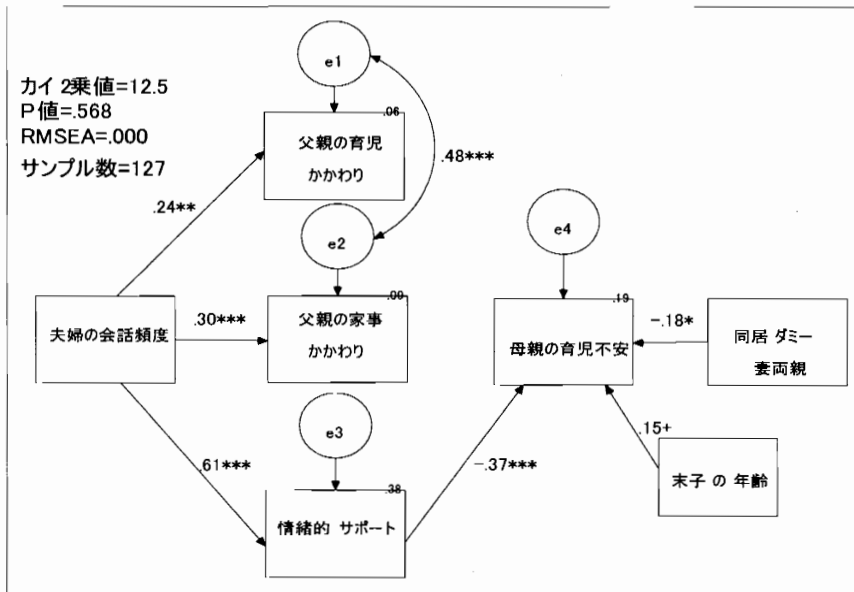 カイ 2乗値=12.5
P値=.568
RMSEA=.000
サンプル数=127
e1
.06
父親の育児
かかわり
.48***
.24**
e2
e4
.09
.19
夫婦の会話頻度
.30***
父親の家事
かかわり
母親の育児不安
-.18*
同居 ダミー
妻両親
e3
.15+
.61***
-.37***
末子 の 年齢
.38
情緒的 サポート